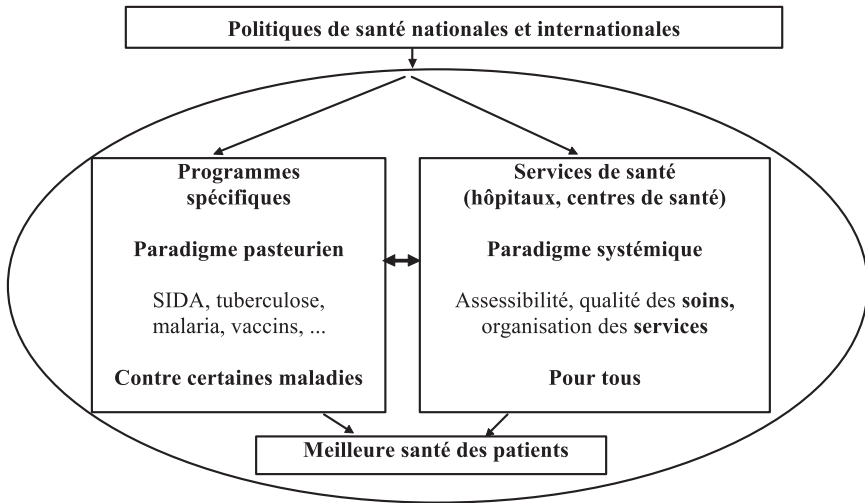 Politiques de santé nationales et internationales
Programmes
spécifiques
Paradigme pasteurien
SIDA, tuberculose,
malaria, vaccins, ...
Contre certaines maladies
Services de santé
(hôpitaux, centres de santé)
Paradigme systémique
Assessibilité, qualité des soins,
organisation des services
Pour tous
Meilleure santé des patients